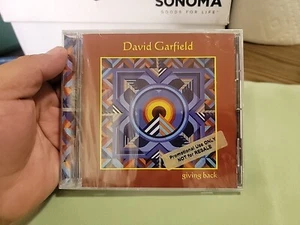 SONOMA
GOODS FOR LIFE
David Garfield
Promotional Use ONLY
NOT for RESALE
giving back